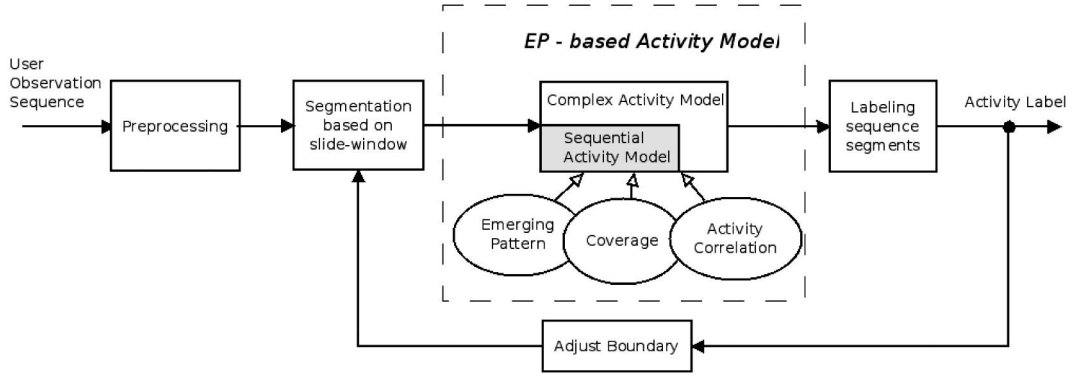 EP - based Activity Model
User
Observation
Sequence
Preprocessing
Segmentation
based on
slide-window
Complex Activity Model
Sequential
Activity Model
Labeling
sequence
segments
Activity Label
Emerging
Pattern
Coverage
Activity
Correlation
Adjust Boundary